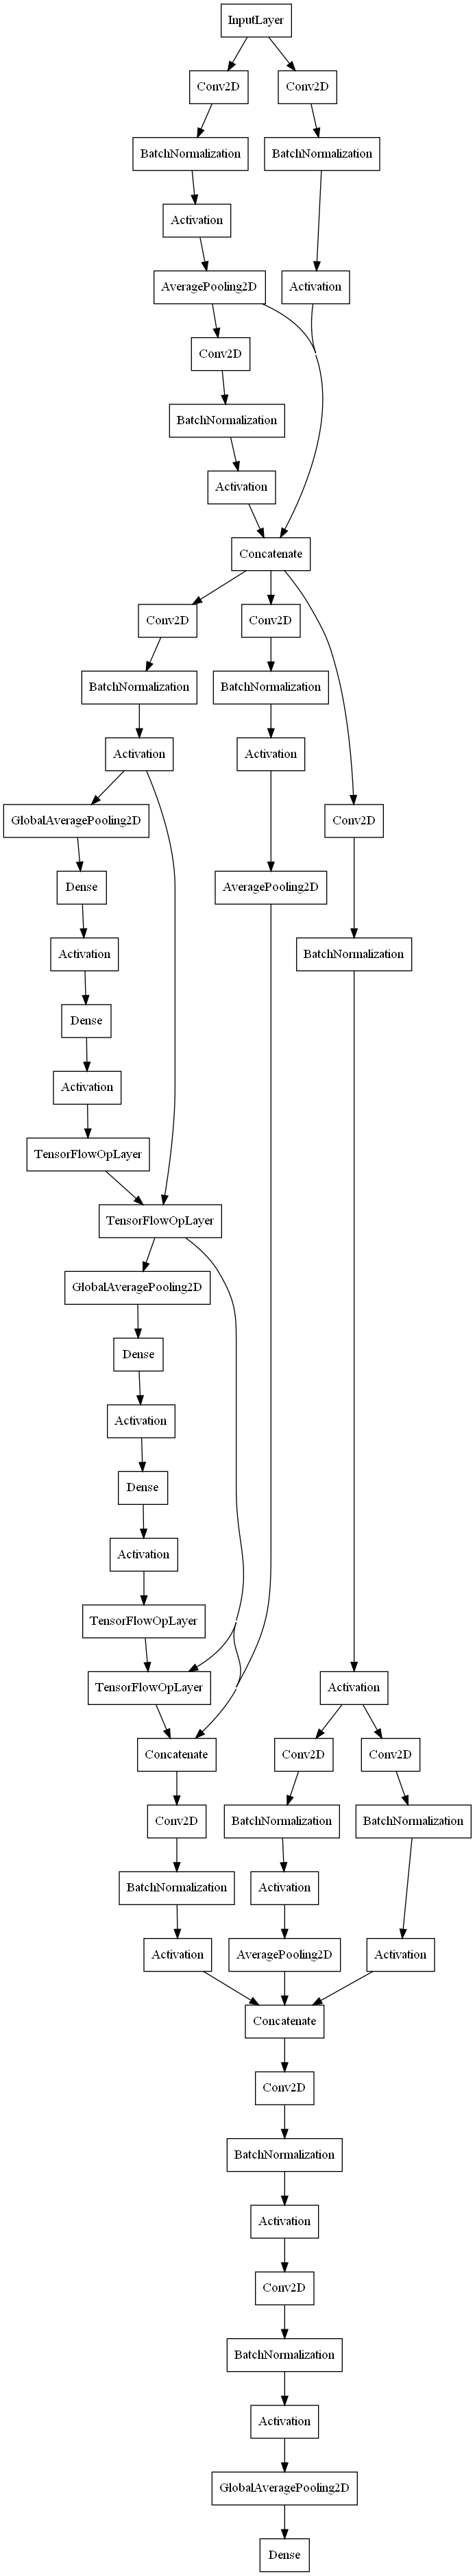 InputLayer
Conv2D
Conv2D
BatchNormalization
BatchNormalization
Activation
AveragePooling2D
Activation
Conv2D
BatchNormalization
Activation
Concatenate
Conv2D
Conv2D
BatchNormalization
BatchNormalization
Activation
Activation
GlobalAveragePooling2D
Conv2D
Dense
AveragePooling2D
Activation
BatchNormalization
Dense
Activation
TensorFlowOpLayer
TensorFlowOpLayer
GlobalAveragePooling2D
Dense
Activation
Dense
Activation
TensorFlowOpLayer
TensorFlowOpLayer
Activation
Concatenate
Conv2D
Conv2D
Conv2D
BatchNormalization
BatchNormalization
BatchNormalization
Activation
Activation
AveragePooling2D
Activation
Concatenate
Conv2D
BatchNormalization
Activation
Conv2D
BatchNormalization
Activation
GlobalAveragePooling2D
Dense